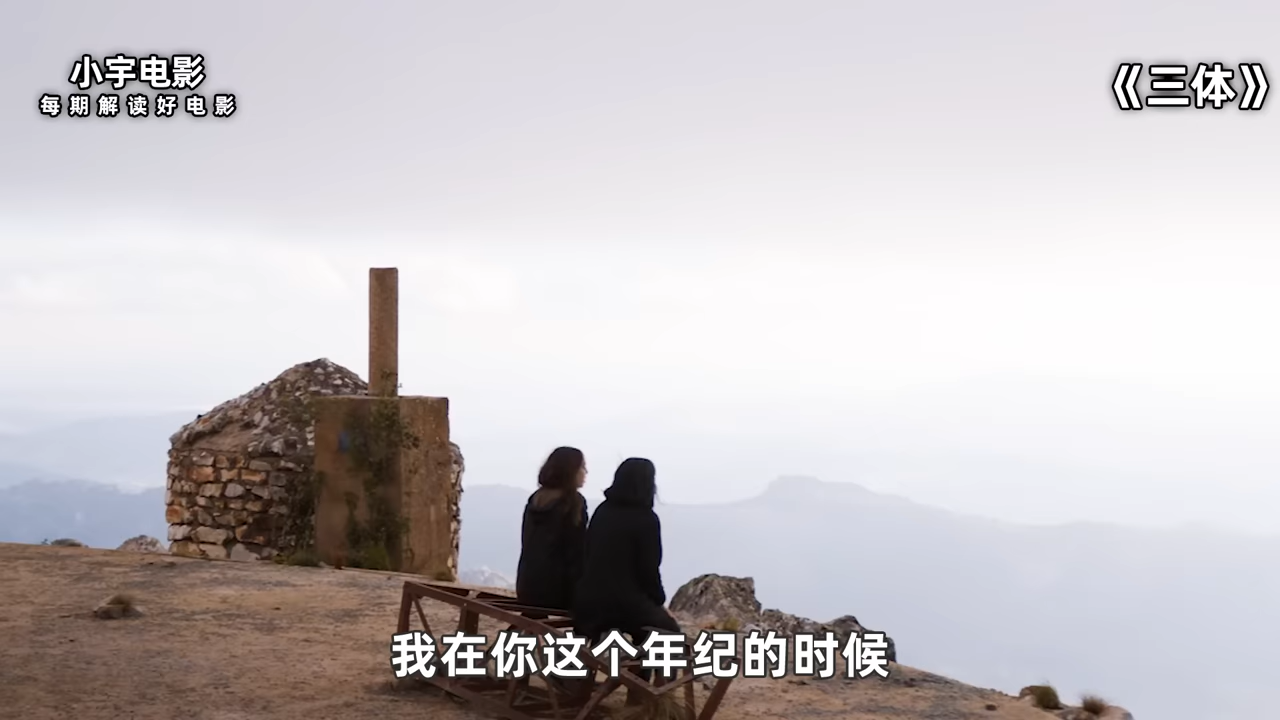 小宇电影
每期解读好电影
《三体》
我在你这个年纪的时候